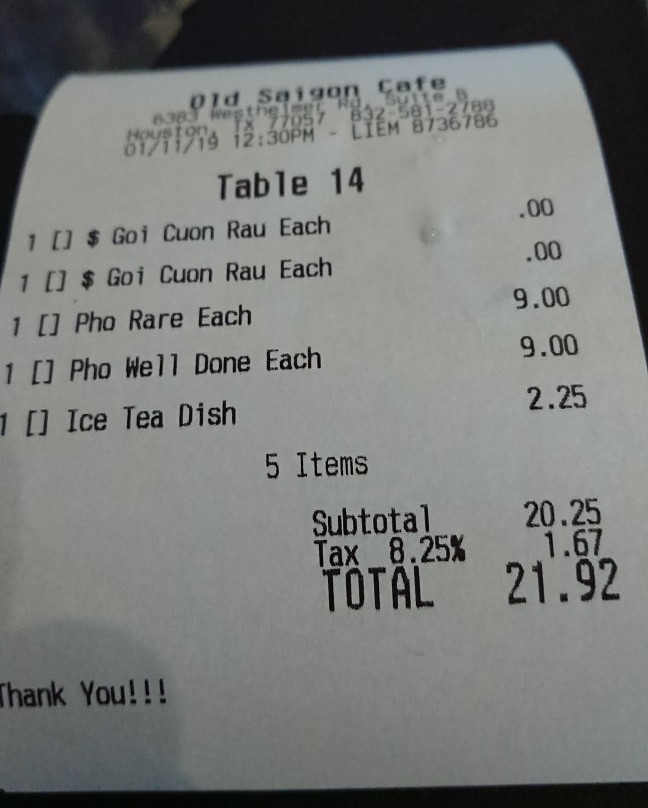 Old Saigon Cafe
6383 Westheimer Rd, Suite B
Houston, TX 77057 832-581-2788
01/11/19 12:30PM - LIEM 8736786
Table 14
1 [] $ Goi Cuon Rau Each .00
1 [] $ Goi Cuon Rau Each .00
1 [] Pho Rare Each 9.00
1 [] Pho Well Done Each 9.00
1 [] Ice Tea Dish 2.25
5 Items
Subtotal 20.25
Tax 8.25% 1.67
TOTAL 21.92
Thank You!!!